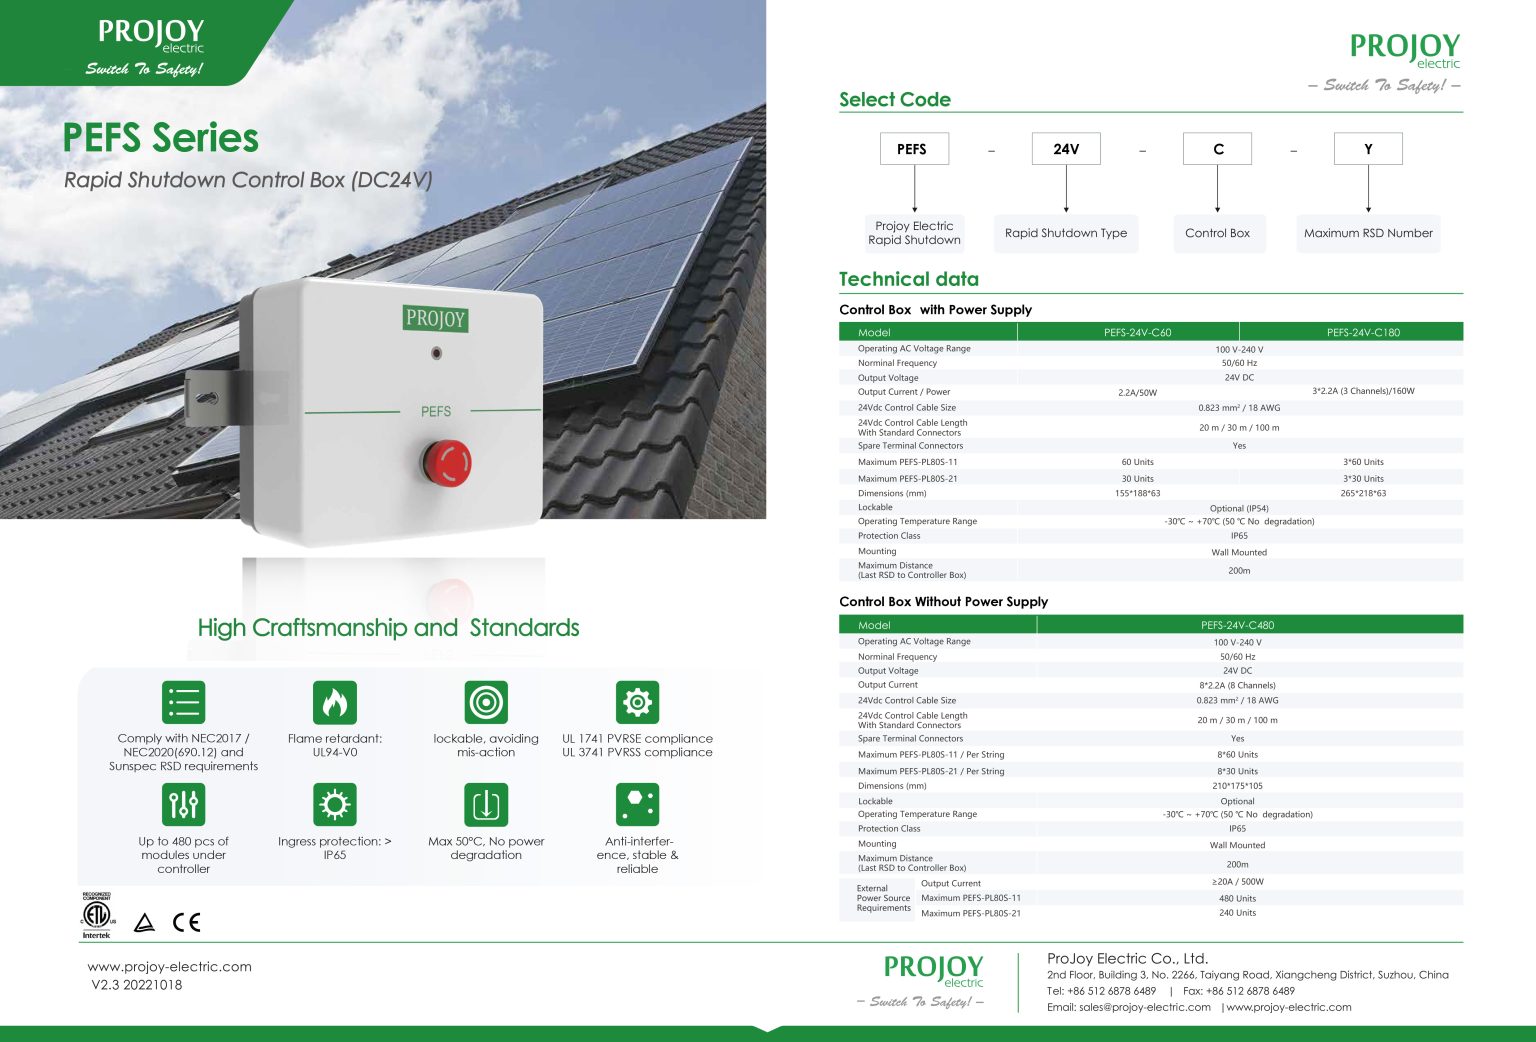 PROJOY
electric
Switch To Safety!
PEFS Series
Rapid Shutdown Control Box (DC24V)
PROJOY
PEFS
High Craftsmanship and Standards
Comply with NEC2017 /
NEC2020(690.12) and
Sunspec RSD requirements
Flame retardant:
UL94-V0
lockable, avoiding
mis-action
UL 1741 PVRSE compliance
UL 3741 PVRSS compliance
Up to 480 pcs of
modules under
controller
Ingress protection: >
IP65
Max 50°C, No power
degradation
Anti-interfer-
ence, stable &
reliable
RECOGNIZED
COMPONENT
C ETL US
Intertek
CE
www.projoy-electric.com
V2.3 20221018
PROJOY
electric
— Switch To Safety! —
Select Code
PEFS – 24V – C – Y
Projoy Electric
Rapid Shutdown
Rapid Shutdown Type
Control Box
Maximum RSD Number
Technical data
Control Box with Power Supply
Model PEFS-24V-C60 PEFS-24V-C180
Operating AC Voltage Range 100 V-240 V
Norminal Frequency 50/60 Hz
Output Voltage 24V DC
Output Current / Power 2.2A/50W 3*2.2A (3 Channels)/160W
24Vdc Control Cable Size 0.823 mm² / 18 AWG
24Vdc Control Cable Length
With Standard Connectors 20 m / 30 m / 100 m
Spare Terminal Connectors Yes
Maximum PEFS-PL80S-11 60 Units 3*60 Units
Maximum PEFS-PL80S-21 30 Units 3*30 Units
Dimensions (mm) 155*188*63 265*218*63
Lockable Optional (IP54)
Operating Temperature Range -30℃ ~ +70℃ (50 ℃ No degradation)
Protection Class IP65
Mounting Wall Mounted
Maximum Distance
(Last RSD to Controller Box) 200m
Control Box Without Power Supply
Model PEFS-24V-C480
Operating AC Voltage Range 100 V-240 V
Norminal Frequency 50/60 Hz
Output Voltage 24V DC
Output Current 8*2.2A (8 Channels)
24Vdc Control Cable Size 0.823 mm² / 18 AWG
24Vdc Control Cable Length
With Standard Connectors 20 m / 30 m / 100 m
Spare Terminal Connectors Yes
Maximum PEFS-PL80S-11 / Per String 8*60 Units
Maximum PEFS-PL80S-21 / Per String 8*30 Units
Dimensions (mm) 210*175*105
Lockable Optional
Operating Temperature Range -30℃ ~ +70℃ (50 ℃ No degradation)
Protection Class IP65
Mounting Wall Mounted
Maximum Distance
(Last RSD to Controller Box) 200m
External
Power Source
Requirements
Output Current ≥20A / 500W
Maximum PEFS-PL80S-11 480 Units
Maximum PEFS-PL80S-21 240 Units
PROJOY
electric
— Switch To Safety! —
ProJoy Electric Co., Ltd.
2nd Floor, Building 3, No. 2266, Taiyang Road, Xiangcheng District, Suzhou, China
Tel: +86 512 6878 6489 | Fax: +86 512 6878 6489
Email: sales@projoy-electric.com |www.projoy-electric.com